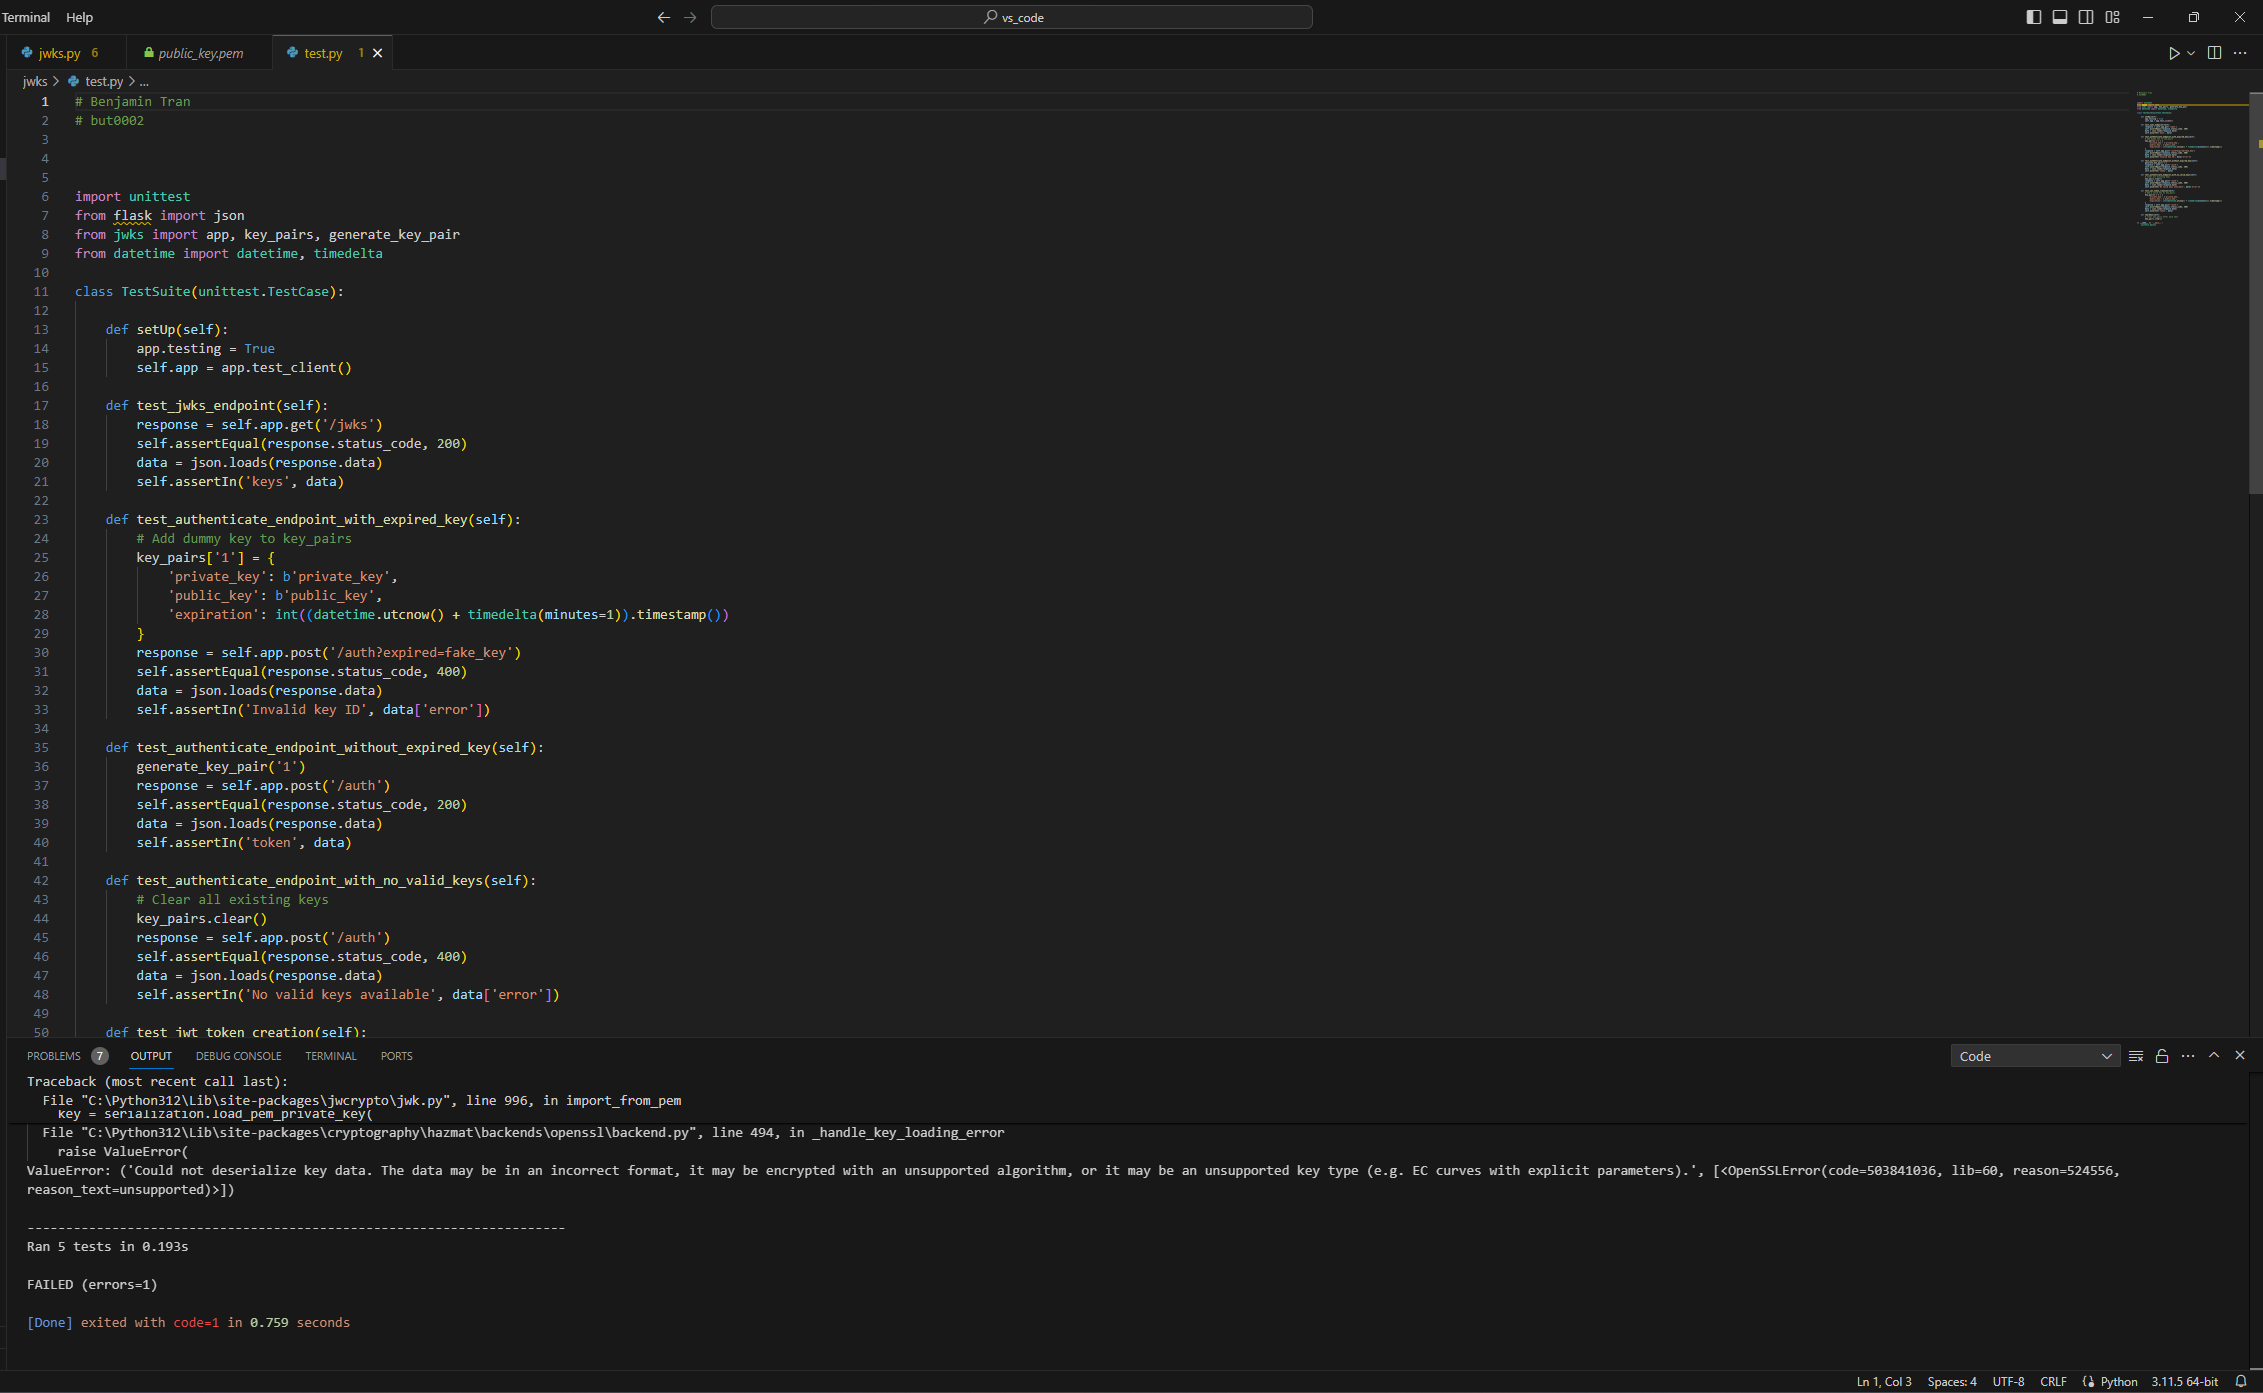 Terminal Help
vs_code
jwks.py 6 public_key.pem test.py 1
jwks > test.py > ...
1 # Benjamin Tran
2 # but0002
3
4
5
6 import unittest
7 from flask import json
8 from jwks import app, key_pairs, generate_key_pair
9 from datetime import datetime, timedelta
10
11 class TestSuite(unittest.TestCase):
12
13 def setUp(self):
14 app.testing = True
15 self.app = app.test_client()
16
17 def test_jwks_endpoint(self):
18 response = self.app.get('/jwks')
19 self.assertEqual(response.status_code, 200)
20 data = json.loads(response.data)
21 self.assertIn('keys', data)
22
23 def test_authenticate_endpoint_with_expired_key(self):
24 # Add dummy key to key_pairs
25 key_pairs['1'] = {
26 'private_key': b'private_key',
27 'public_key': b'public_key',
28 'expiration': int((datetime.utcnow() + timedelta(minutes=1)).timestamp())
29 }
30 response = self.app.post('/auth?expired=fake_key')
31 self.assertEqual(response.status_code, 400)
32 data = json.loads(response.data)
33 self.assertIn('Invalid key ID', data['error'])
34
35 def test_authenticate_endpoint_without_expired_key(self):
36 generate_key_pair('1')
37 response = self.app.post('/auth')
38 self.assertEqual(response.status_code, 200)
39 data = json.loads(response.data)
40 self.assertIn('token', data)
41
42 def test_authenticate_endpoint_with_no_valid_keys(self):
43 # Clear all existing keys
44 key_pairs.clear()
45 response = self.app.post('/auth')
46 self.assertEqual(response.status_code, 400)
47 data = json.loads(response.data)
48 self.assertIn('No valid keys available', data['error'])
49
50 def test_jwt_token_creation(self):
PROBLEMS 7 OUTPUT DEBUG CONSOLE TERMINAL PORTS Code
Traceback (most recent call last):
File "C:\Python312\Lib\site-packages\jwcrypto\jwk.py", line 996, in import_from_pem
key = serialization.load_pem_private_key(
File "C:\Python312\Lib\site-packages\cryptography\hazmat\backends\openssl\backend.py", line 494, in _handle_key_loading_error
raise ValueError(
ValueError: ('Could not deserialize key data. The data may be in an incorrect format, it may be encrypted with an unsupported algorithm, or it may be an unsupported key type (e.g. EC curves with explicit parameters).', [<OpenSSLError(code=503841036, lib=60, reason=524556,
reason_text=unsupported)>])
----------------------------------------------------------------------
Ran 5 tests in 0.193s
FAILED (errors=1)
[Done] exited with code=1 in 0.759 seconds
Ln 1, Col 3 Spaces: 4 UTF-8 CRLF Python 3.11.5 64-bit